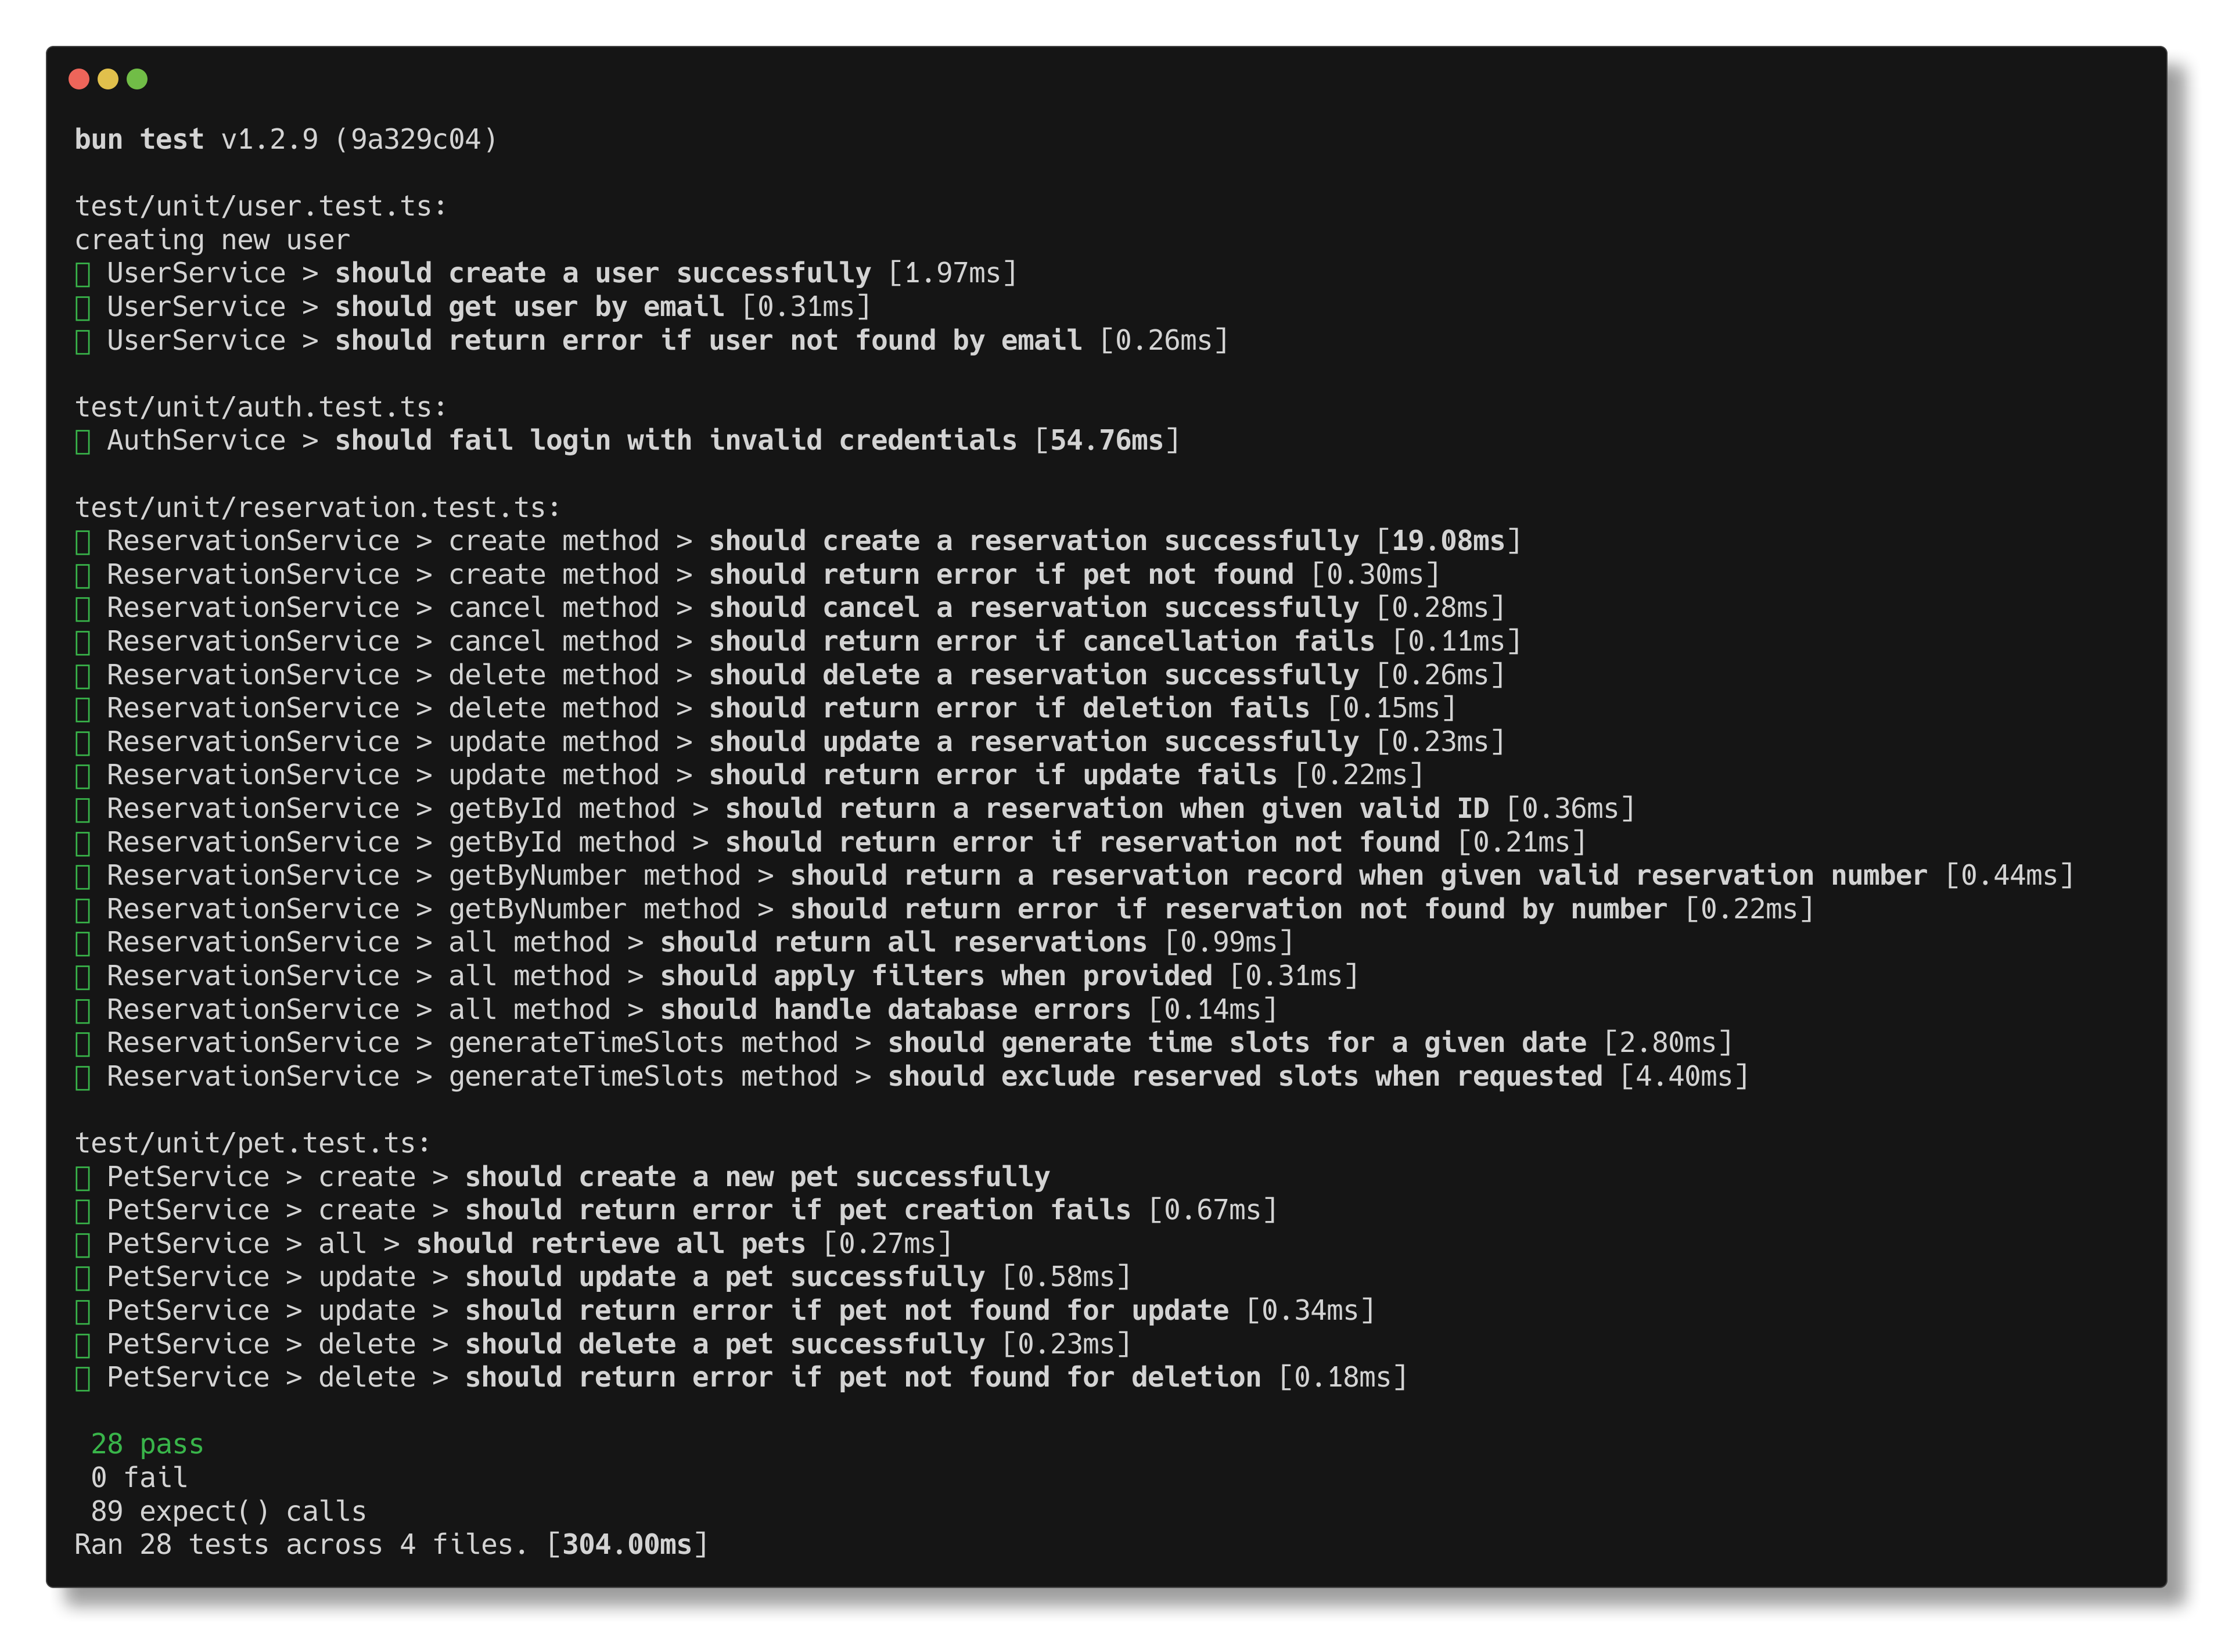 bun test v1.2.9 (9a329c04)
test/unit/user.test.ts:
creating new user
UserService > should create a user successfully [1.97ms]
UserService > should get user by email [0.31ms]
UserService > should return error if user not found by email [0.26ms]
test/unit/auth.test.ts:
AuthService > should fail login with invalid credentials [54.76ms]
test/unit/reservation.test.ts:
ReservationService > create method > should create a reservation successfully [19.08ms]
ReservationService > create method > should return error if pet not found [0.30ms]
ReservationService > cancel method > should cancel a reservation successfully [0.28ms]
ReservationService > cancel method > should return error if cancellation fails [0.11ms]
ReservationService > delete method > should delete a reservation successfully [0.26ms]
ReservationService > delete method > should return error if deletion fails [0.15ms]
ReservationService > update method > should update a reservation successfully [0.23ms]
ReservationService > update method > should return error if update fails [0.22ms]
ReservationService > getById method > should return a reservation when given valid ID [0.36ms]
ReservationService > getById method > should return error if reservation not found [0.21ms]
ReservationService > getByNumber method > should return a reservation record when given valid reservation number [0.44ms]
ReservationService > getByNumber method > should return error if reservation not found by number [0.22ms]
ReservationService > all method > should return all reservations [0.99ms]
ReservationService > all method > should apply filters when provided [0.31ms]
ReservationService > all method > should handle database errors [0.14ms]
ReservationService > generateTimeSlots method > should generate time slots for a given date [2.80ms]
ReservationService > generateTimeSlots method > should exclude reserved slots when requested [4.40ms]
test/unit/pet.test.ts:
PetService > create > should create a new pet successfully
PetService > create > should return error if pet creation fails [0.67ms]
PetService > all > should retrieve all pets [0.27ms]
PetService > update > should update a pet successfully [0.58ms]
PetService > update > should return error if pet not found for update [0.34ms]
PetService > delete > should delete a pet successfully [0.23ms]
PetService > delete > should return error if pet not found for deletion [0.18ms]
28 pass
0 fail
89 expect() calls
Ran 28 tests across 4 files. [304.00ms]